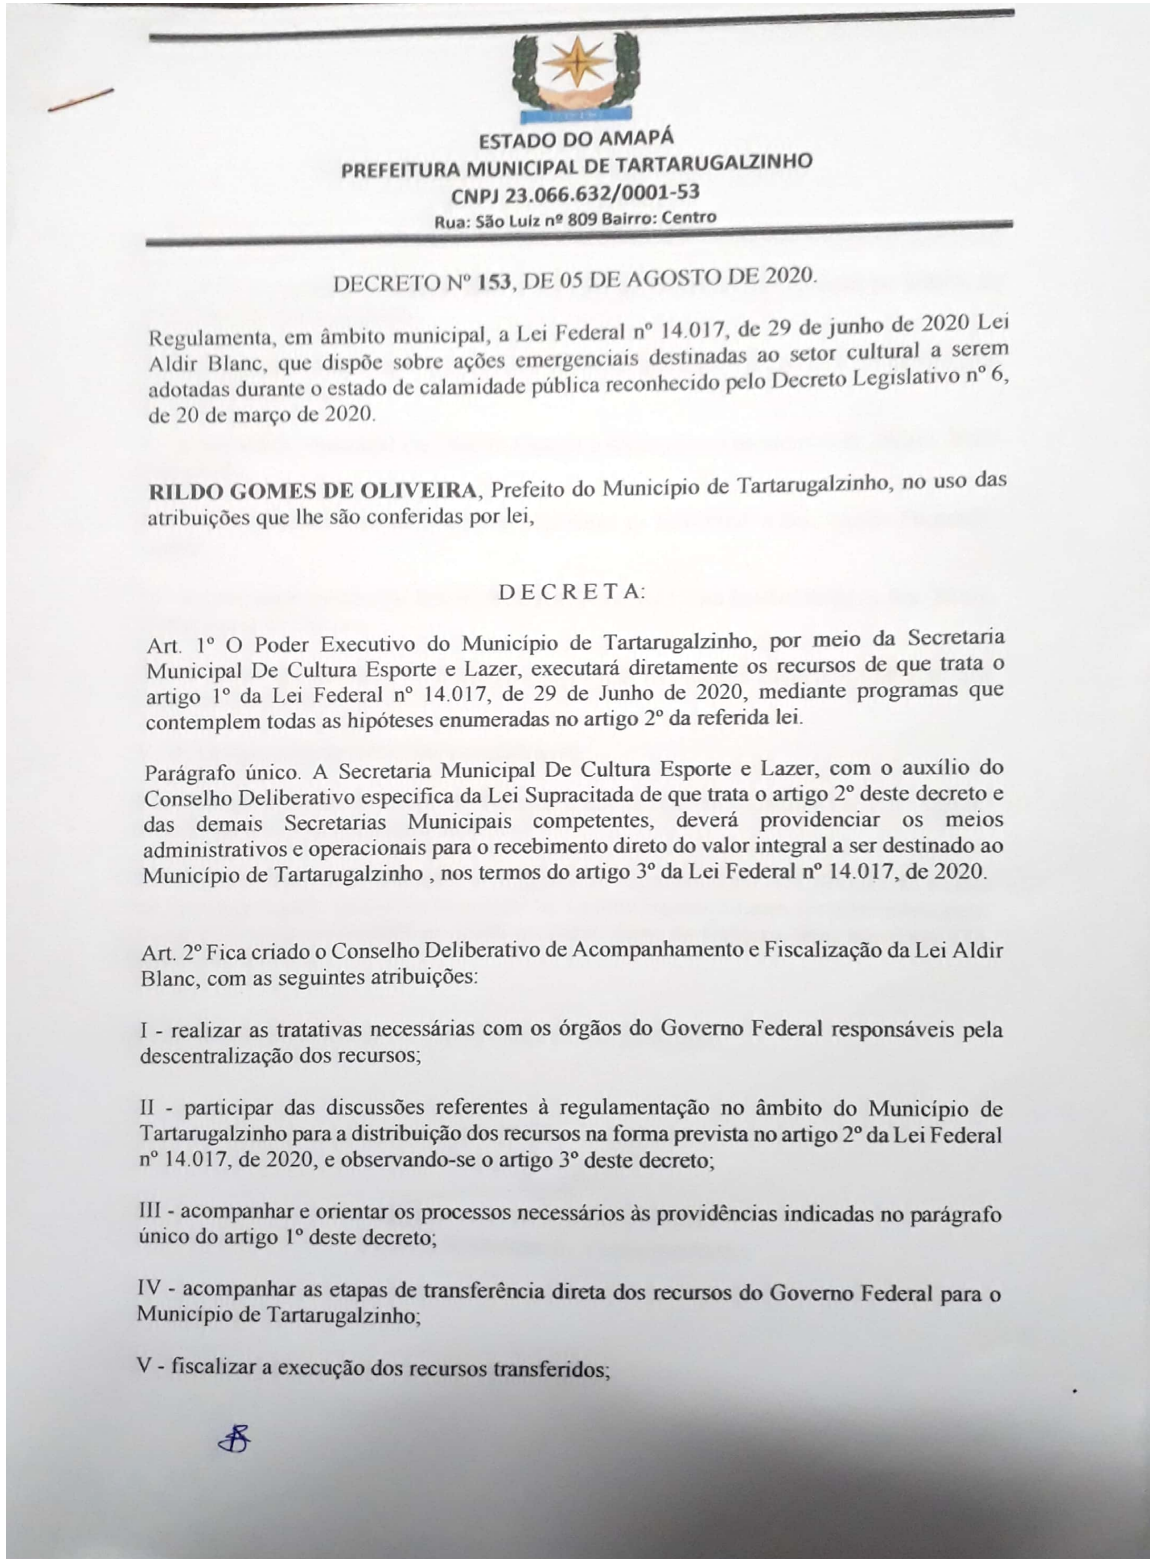 ESTADO DO AMAPÁ
PREFEITURA MUNICIPAL DE TARTARUGALZINHO
CNPJ 23.066.632/0001-53
Rua: São Luiz nº 809 Bairro: Centro
DECRETO Nº 153, DE 05 DE AGOSTO DE 2020.
Regulamenta, em âmbito municipal, a Lei Federal nº 14.017, de 29 de junho de 2020 Lei
Aldir Blanc, que dispõe sobre ações emergenciais destinadas ao setor cultural a serem
adotadas durante o estado de calamidade pública reconhecido pelo Decreto Legislativo nº 6,
de 20 de março de 2020.
RILDO GOMES DE OLIVEIRA, Prefeito do Município de Tartarugalzinho, no uso das
atribuições que lhe são conferidas por lei,
D E C R E T A:
Art. 1º O Poder Executivo do Município de Tartarugalzinho, por meio da Secretaria
Municipal De Cultura Esporte e Lazer, executará diretamente os recursos de que trata o
artigo 1º da Lei Federal nº 14.017, de 29 de Junho de 2020, mediante programas que
contemplem todas as hipóteses enumeradas no artigo 2º da referida lei.
Parágrafo único. A Secretaria Municipal De Cultura Esporte e Lazer, com o auxílio do
Conselho Deliberativo especifica da Lei Supracitada de que trata o artigo 2º deste decreto e
das demais Secretarias Municipais competentes, deverá providenciar os meios
administrativos e operacionais para o recebimento direto do valor integral a ser destinado ao
Município de Tartarugalzinho , nos termos do artigo 3º da Lei Federal nº 14.017, de 2020.
Art. 2º Fica criado o Conselho Deliberativo de Acompanhamento e Fiscalização da Lei Aldir
Blanc, com as seguintes atribuições:
I - realizar as tratativas necessárias com os órgãos do Governo Federal responsáveis pela
descentralização dos recursos;
II - participar das discussões referentes à regulamentação no âmbito do Município de
Tartarugalzinho para a distribuição dos recursos na forma prevista no artigo 2º da Lei Federal
nº 14.017, de 2020, e observando-se o artigo 3º deste decreto;
III - acompanhar e orientar os processos necessários às providências indicadas no parágrafo
único do artigo 1º deste decreto;
IV - acompanhar as etapas de transferência direta dos recursos do Governo Federal para o
Município de Tartarugalzinho;
V - fiscalizar a execução dos recursos transferidos;